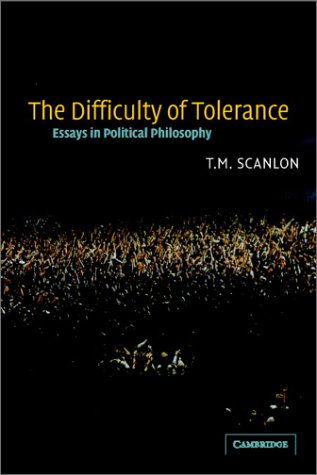 The Difficulty of Tolerance
Essays in Political Philosophy
T.M. SCANLON
CAMBRIDGE